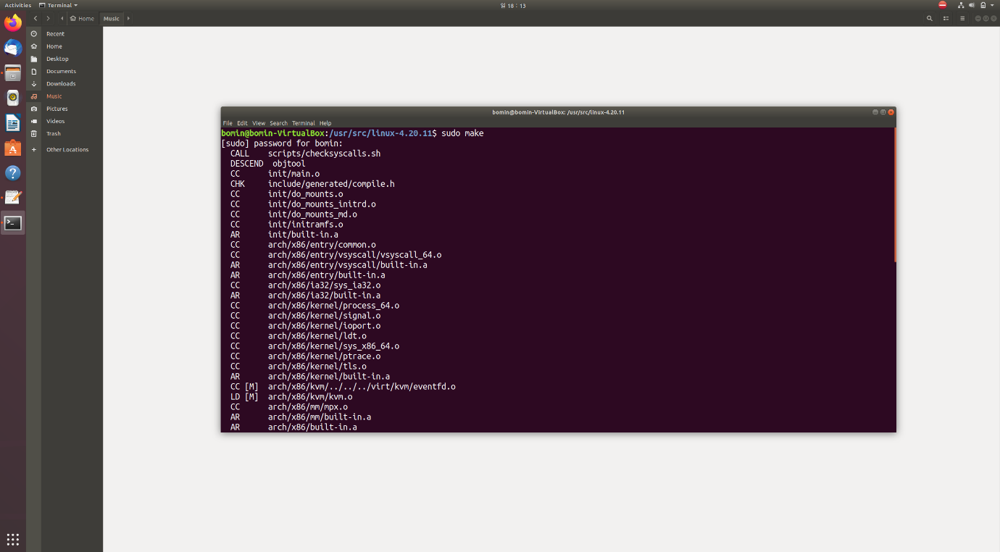 Activities Terminal 일 18 : 13
Home Music
Recent
Home
Desktop
Documents
Downloads
Music
Pictures
Videos
Trash
Other Locations
bomin@bomin-VirtualBox: /usr/src/linux-4.20.11
File Edit View Search Terminal Help
bomin@bomin-VirtualBox:/usr/src/linux-4.20.11$ sudo make
[sudo] password for bomin:
CALL scripts/checksyscalls.sh
DESCEND objtool
CC init/main.o
CHK include/generated/compile.h
CC init/do_mounts.o
CC init/do_mounts_initrd.o
CC init/do_mounts_md.o
CC init/initramfs.o
AR init/built-in.a
CC arch/x86/entry/common.o
CC arch/x86/entry/vsyscall/vsyscall_64.o
AR arch/x86/entry/vsyscall/built-in.a
AR arch/x86/entry/built-in.a
CC arch/x86/ia32/sys_ia32.o
AR arch/x86/ia32/built-in.a
CC arch/x86/kernel/process_64.o
CC arch/x86/kernel/signal.o
CC arch/x86/kernel/ioport.o
CC arch/x86/kernel/ldt.o
CC arch/x86/kernel/sys_x86_64.o
CC arch/x86/kernel/ptrace.o
CC arch/x86/kernel/tls.o
AR arch/x86/kernel/built-in.a
CC [M] arch/x86/kvm/../../../virt/kvm/eventfd.o
LD [M] arch/x86/kvm/kvm.o
CC arch/x86/mm/mpx.o
AR arch/x86/mm/built-in.a
AR arch/x86/built-in.a